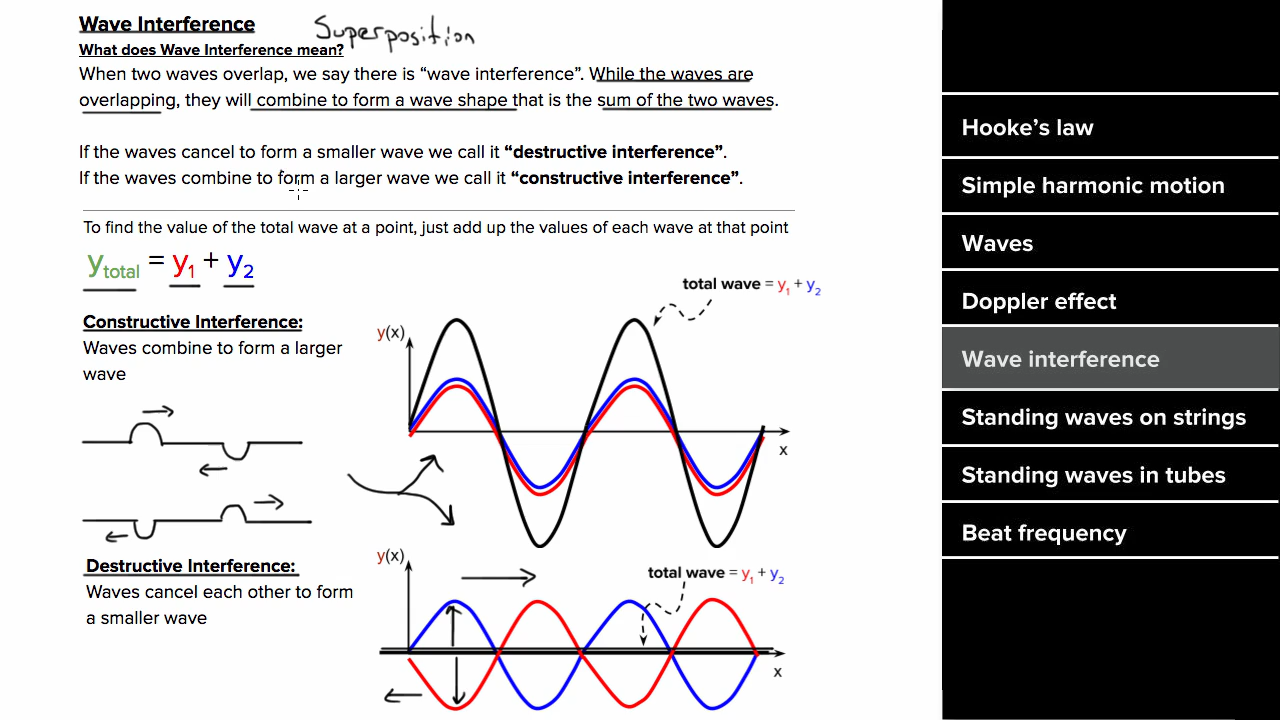 Wave Interference
Superposition
What does Wave Interference mean?
When two waves overlap, we say there is “wave interference”. While the waves are
overlapping, they will combine to form a wave shape that is the sum of the two waves.
If the waves cancel to form a smaller wave we call it “destructive interference”.
If the waves combine to form a larger wave we call it “constructive interference”.
To find the value of the total wave at a point, just add up the values of each wave at that point
y_total = y₁ + y₂
total wave = y₁ + y₂
Constructive Interference:
Waves combine to form a larger
wave
y(x)
x
Destructive Interference:
Waves cancel each other to form
a smaller wave
y(x)
total wave = y₁ + y₂
x
Hooke’s law
Simple harmonic motion
Waves
Doppler effect
Wave interference
Standing waves on strings
Standing waves in tubes
Beat frequency